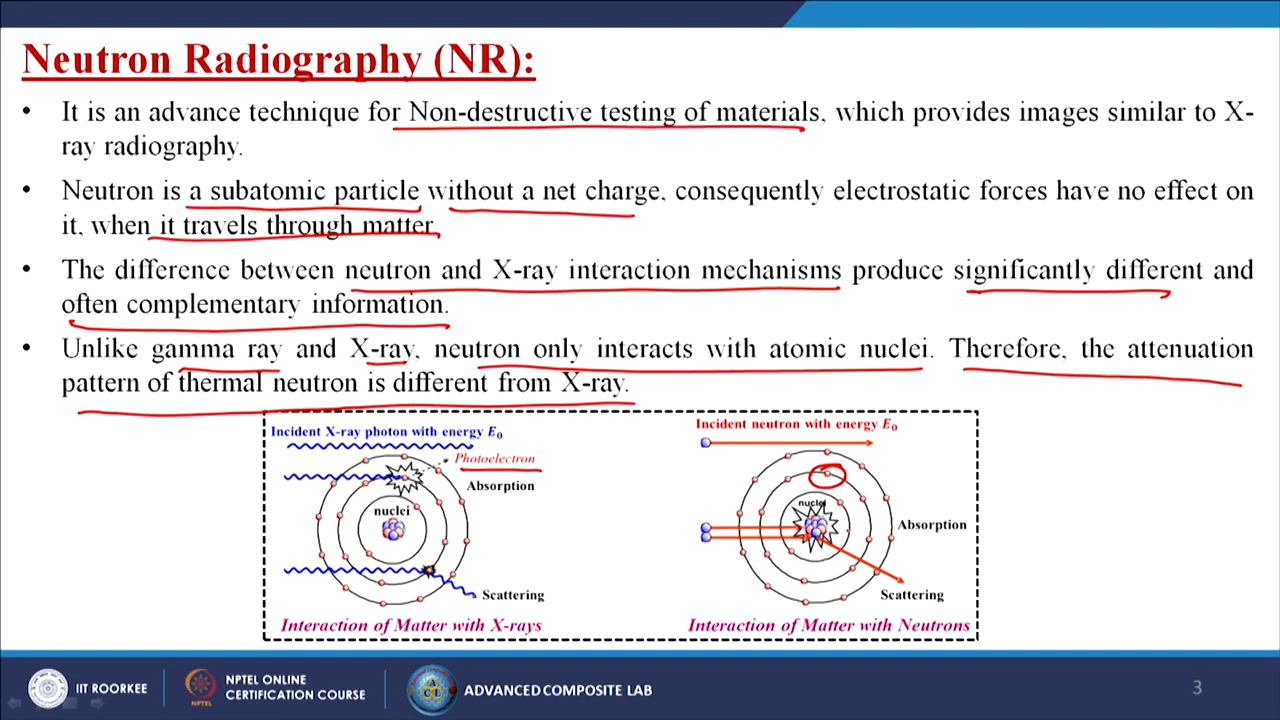 Neutron Radiography (NR):
• It is an advance technique for Non-destructive testing of materials, which provides images similar to X-
ray radiography.
• Neutron is a subatomic particle without a net charge, consequently electrostatic forces have no effect on
it, when it travels through matter.
• The difference between neutron and X-ray interaction mechanisms produce significantly different and
often complementary information.
• Unlike gamma ray and X-ray, neutron only interacts with atomic nuclei. Therefore, the attenuation
pattern of thermal neutron is different from X-ray.
Incident X-ray photon with energy E0
Photoelectron
Absorption
nuclei
Scattering
Interaction of Matter with X-rays
Incident neutron with energy E0
nuclei
Absorption
Scattering
Interaction of Matter with Neutrons
IIT ROORKEE
NPTEL
NPTEL ONLINE
CERTIFICATION COURSE
ADVANCED COMPOSITE LAB
3